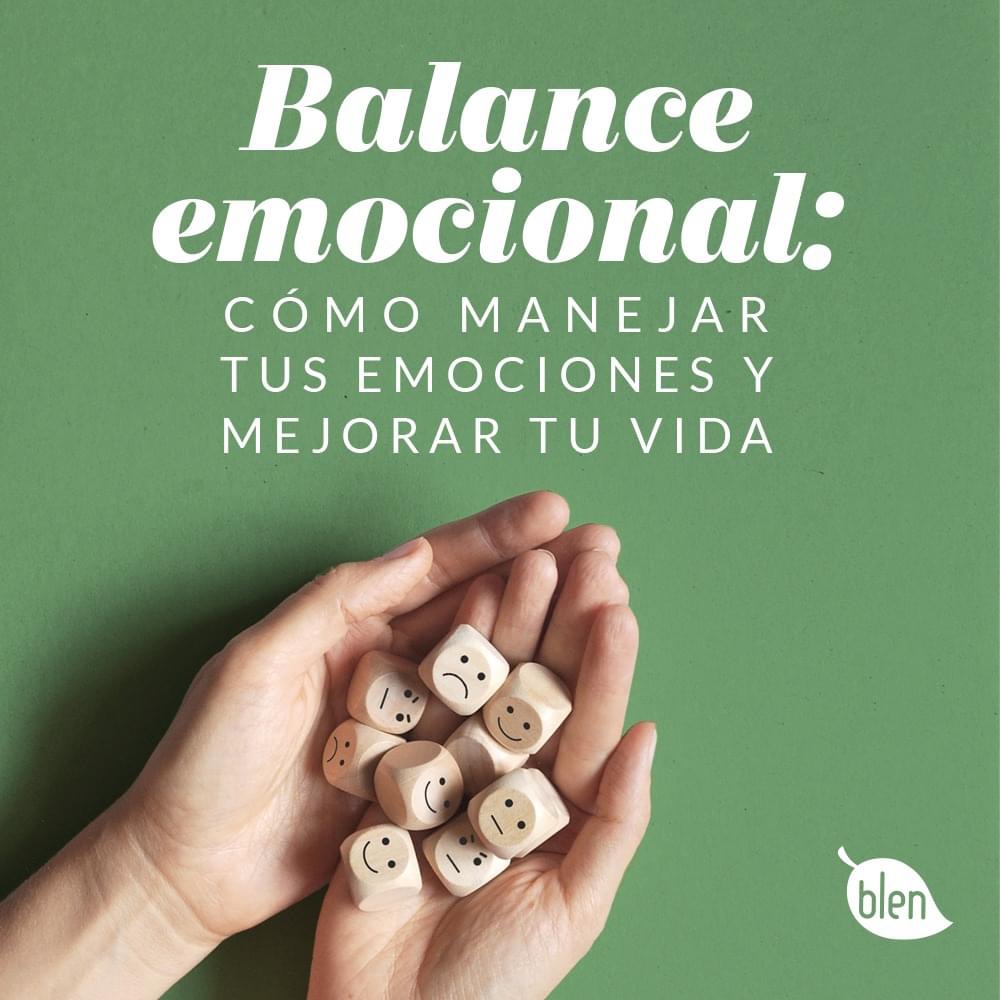 Balance
emocional:
CÓMO MANEJAR
TUS EMOCIONES Y
MEJORAR TU VIDA
blen